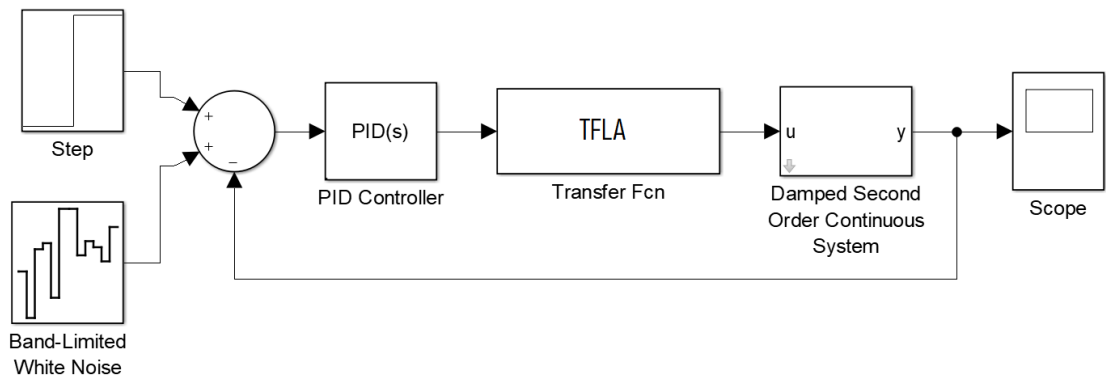 Step
+
+
−
PID(s)
PID Controller
TFLA
Transfer Fcn
u
y
Damped Second
Order Continuous
System
Scope
Band-Limited
White Noise